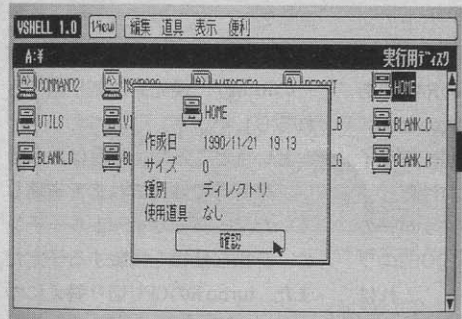 VSHELL 1.0 View 編集 道具 表示 便利
A:¥ 実行用ディスク
COMMAND2 HOME
UTILS _B BLANK_C
BLANK_D _G BLANK_H
HOME
作成日 1990/11/21 19:13
サイズ 0
種別 ディレクトリ
使用道具 なし
確認